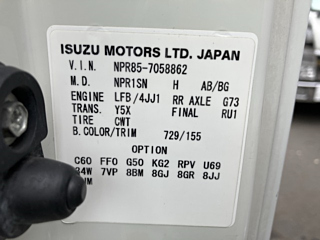 ISUZU MOTORS LTD. JAPAN
V.I.N. NPR85-7058862
M.D. NPR1SN H AB/BG
ENGINE LFB/4JJ1 RR AXLE G73
TRANS. Y5X FINAL RU1
TIRE CWT
B.COLOR/TRIM 729/155
OPTION
C60 FF0 G50 KG2 RPV U69
7VP 8BM 8GJ 8GR 8JJ